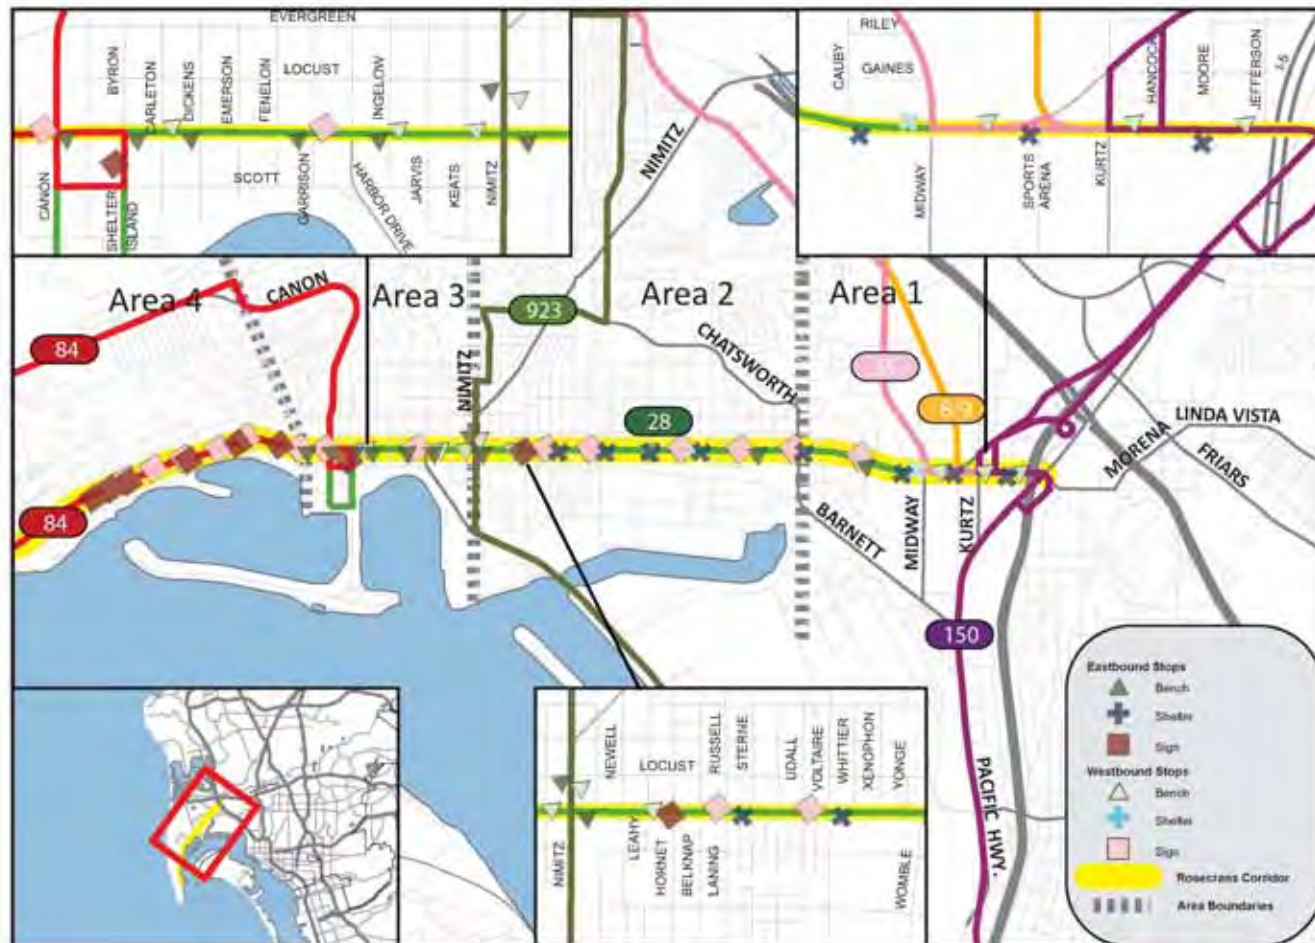 EVERGREEN
BYRON
CARLETON
DICKENS
EMERSON
FENELON
LOCUST
INGELOW
CANON
SHELTER
ISLAND
SCOTT
GARRISON
HARBOR DRIVE
JARVIS
KEATS
NIMITZ
NIMITZ
RILEY
CAUBY
GAINES
HANCOCK
MOORE
JEFFERSON
I-5
MIDWAY
SPORTS
ARENA
KURTZ
Area 4
CANON
Area 3
923
Area 2
Area 1
84
NIMITZ
CHATSWORTH
28
LINDA VISTA
MORENA
FRIARS
84
BARNETT
MIDWAY
KURTZ
150
PACIFIC HWY.
NEWELL
LOCUST
RUSSELL
STERNE
UDALL
VOLTAIRE
WHITTIER
XENOPHON
YONGE
NIMITZ
LEAHY
HORNET
BELKNAP
LANING
WOMBLE
Eastbound Stops
Bench
Shelter
Sign
Westbound Stops
Bench
Shelter
Sign
Rosecrans Corridor
Area Boundaries